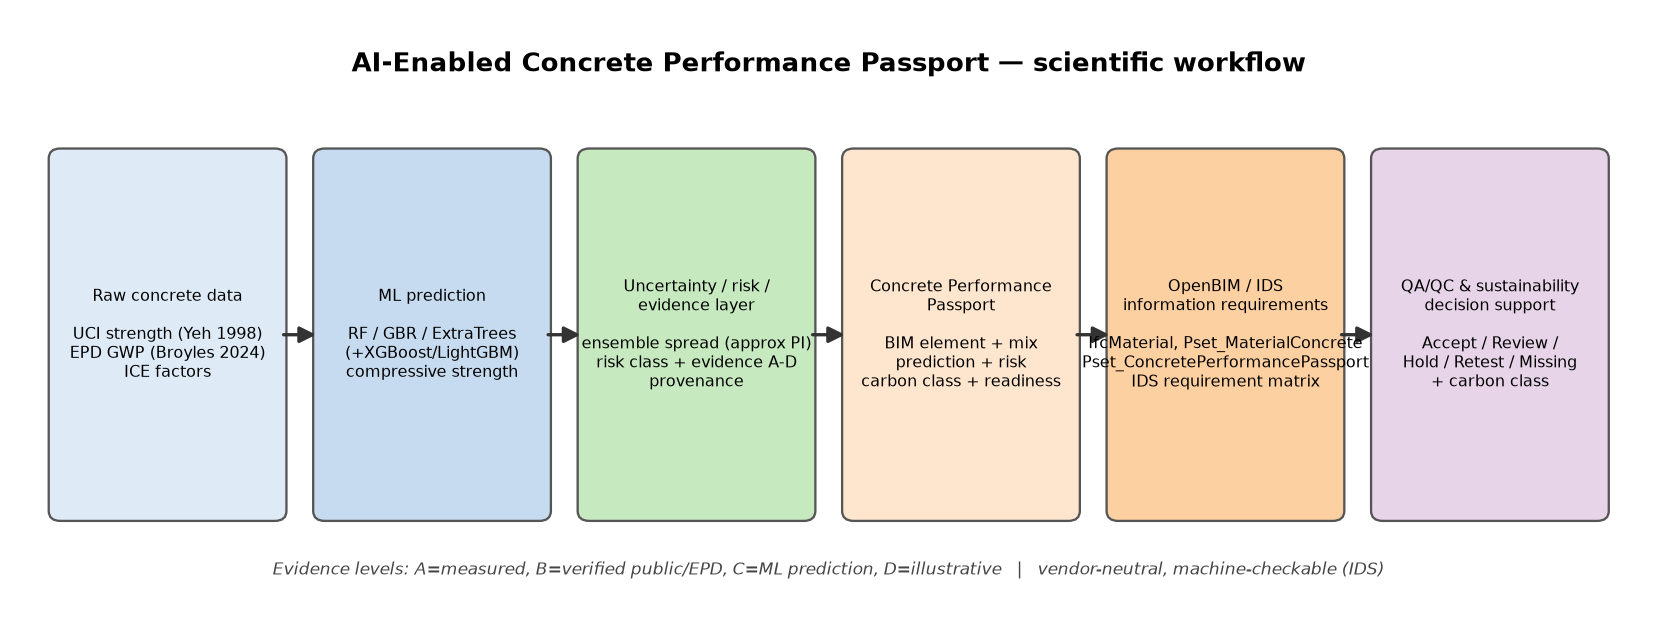 AI-Enabled Concrete Performance Passport — scientific workflow
Raw concrete data
UCI strength (Yeh 1998)
EPD GWP (Broyles 2024)
ICE factors
ML prediction
RF / GBR / ExtraTrees
(+XGBoost/LightGBM)
compressive strength
Uncertainty / risk /
evidence layer
ensemble spread (approx PI)
risk class + evidence A-D
provenance
Concrete Performance
Passport
BIM element + mix
prediction + risk
carbon class + readiness
OpenBIM / IDS
information requirements
IfcMaterial, Pset_MaterialConcrete
Pset_ConcretePerformancePassport
IDS requirement matrix
QA/QC & sustainability
decision support
Accept / Review /
Hold / Retest / Missing
+ carbon class
Evidence levels: A=measured, B=verified public/EPD, C=ML prediction, D=illustrative | vendor-neutral, machine-checkable (IDS)